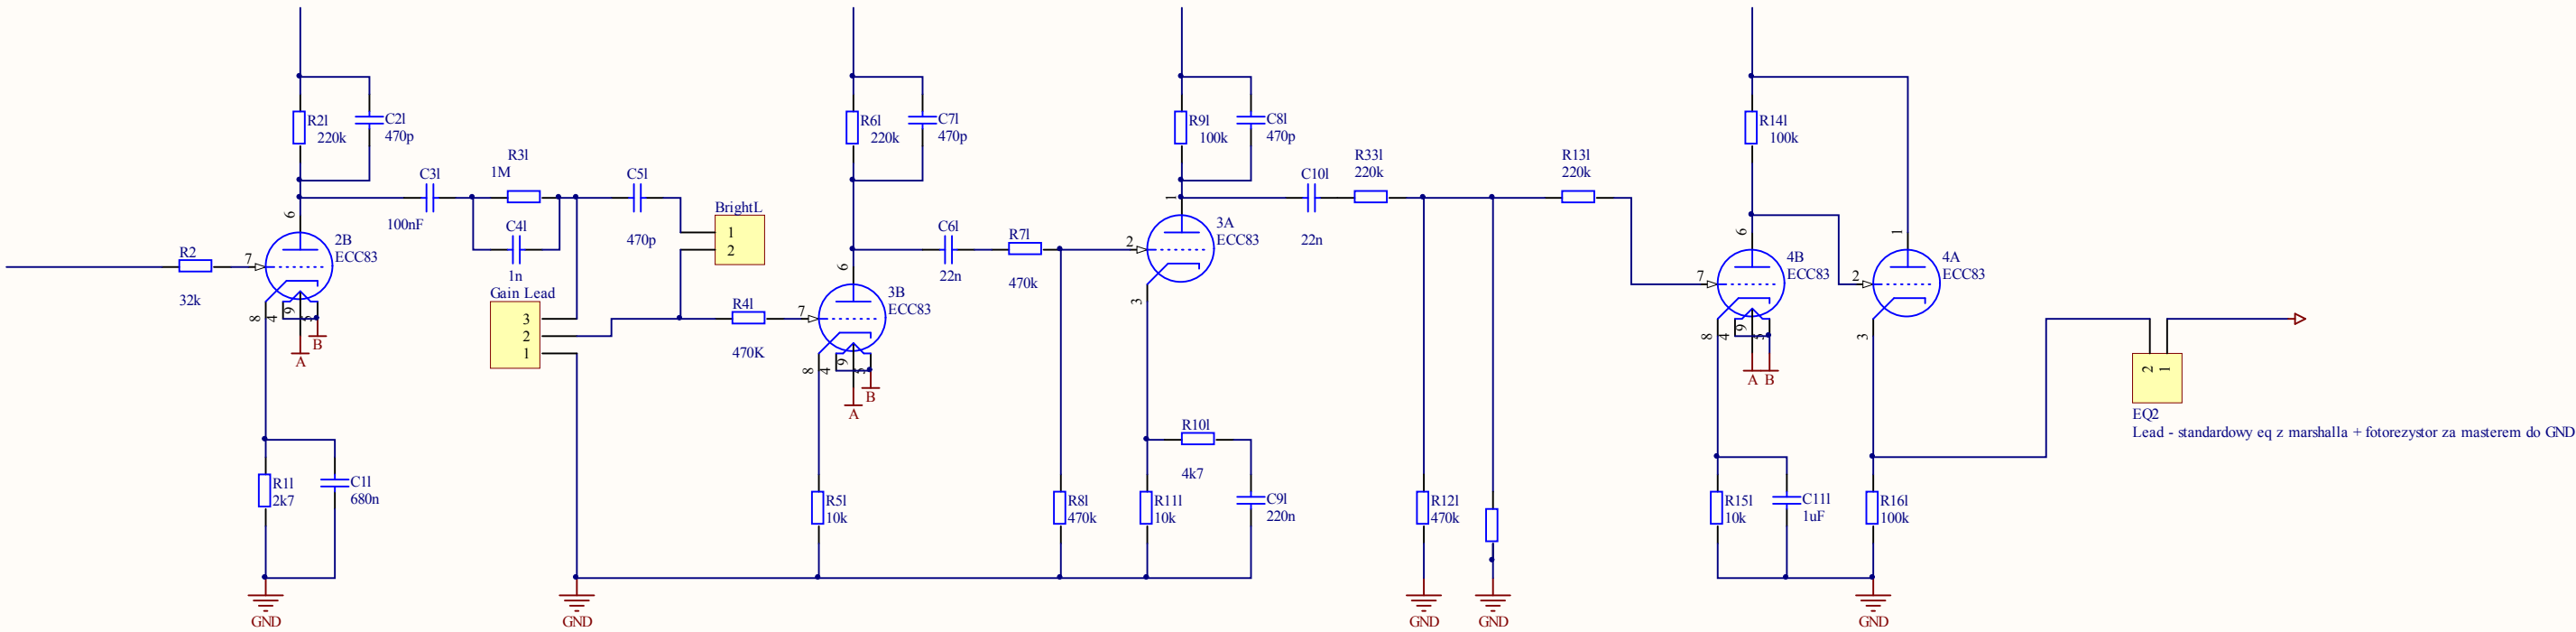 R2
32k
7
6
2B
ECC83
8
4
9
5
A
B
R2l
220k
C2l
470p
R1l
2k7
C1l
680n
GND
C3l
100nF
R3l
1M
C4l
1n
C5l
470p
BrightL
1
2
Gain Lead
3
2
1
GND
R4l
470K
7
6
3B
ECC83
8
4
9
5
A
B
R6l
220k
C7l
470p
R5l
10k
C6l
22n
R7l
470k
R8l
470k
R9l
100k
C8l
470p
1
2
3A
ECC83
3
R10l
4k7
R11l
10k
C9l
220n
C10l
22n
R33l
220k
R12l
470k
GND
GND
R13l
220k
R14l
100k
6
7
4B
ECC83
8
4
9
5
A
B
1
2
4A
ECC83
3
R15l
10k
C11l
1uF
R16l
100k
GND
2
1
EQ2
Lead - standardowy eq z marshalla + fotorezystor za masterem do GND